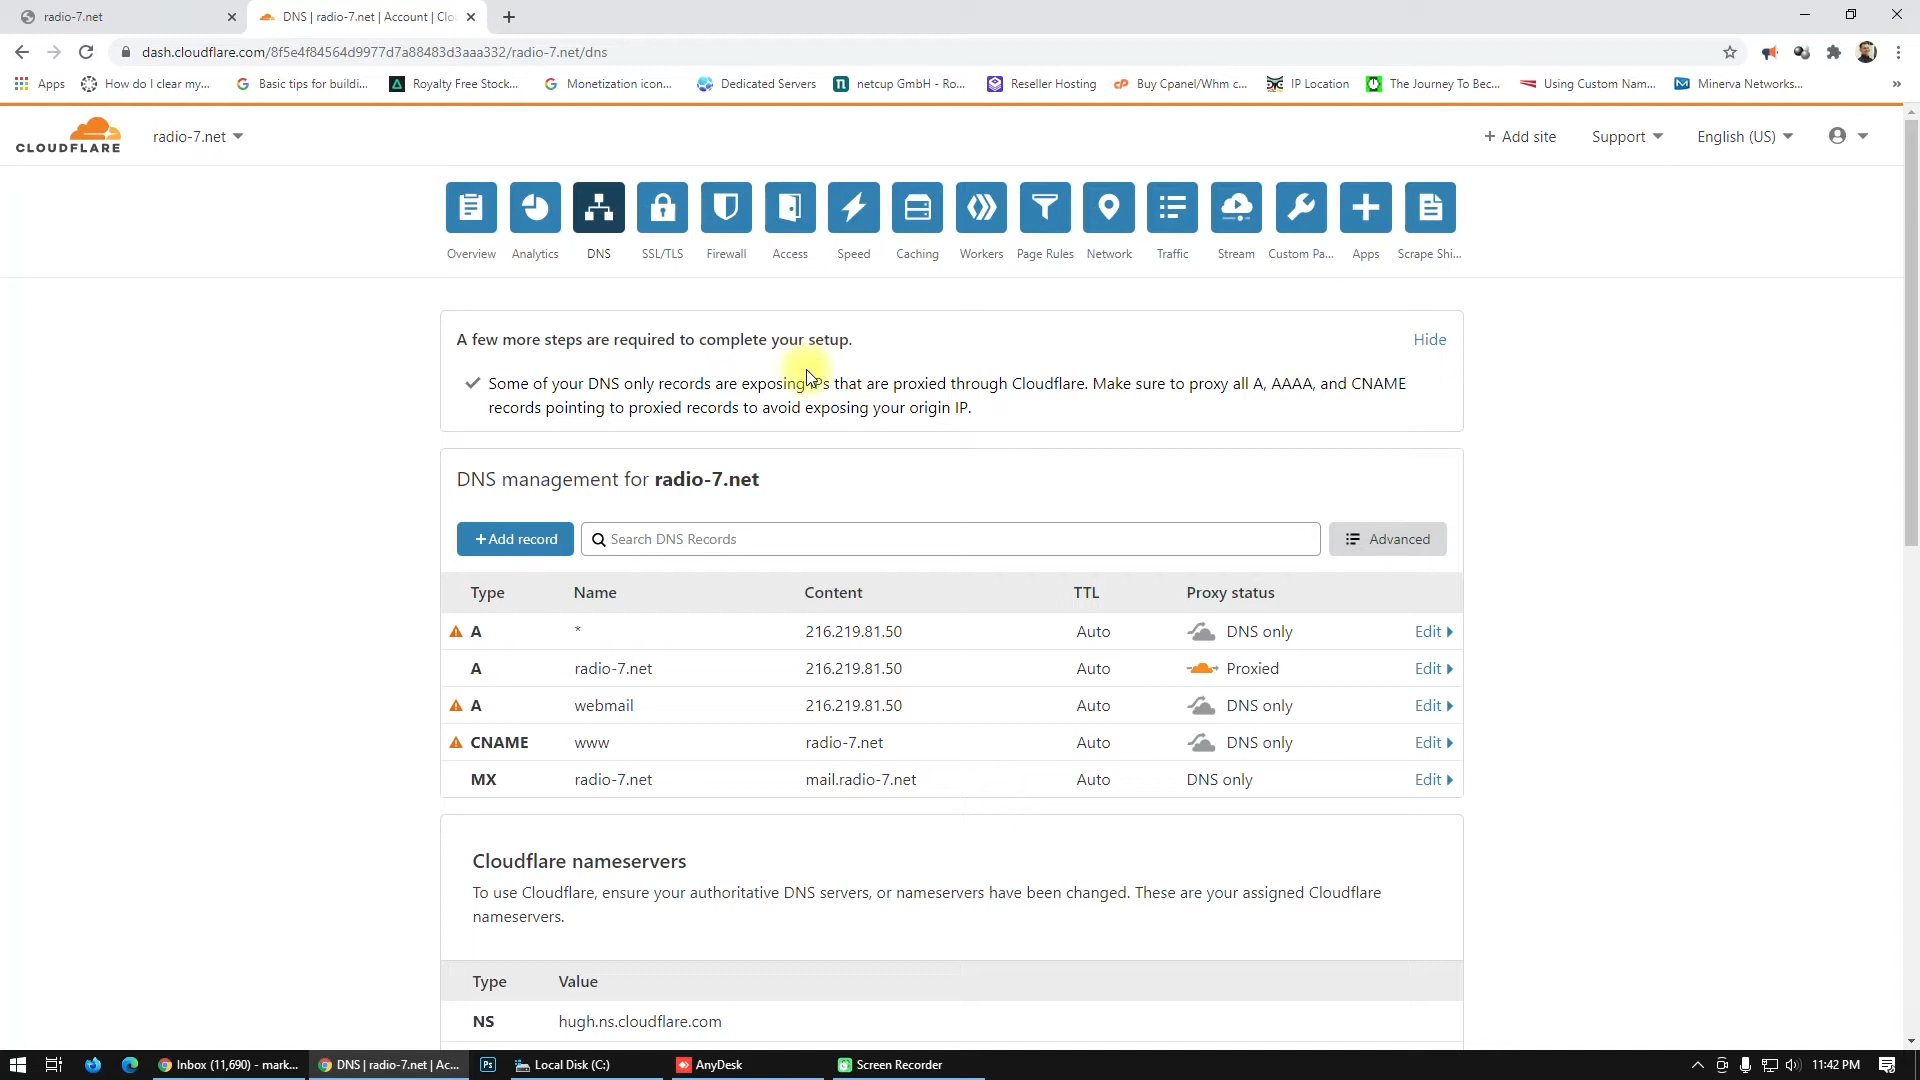 radio-7.net
DNS | radio-7.net | Account | Clo
dash.cloudflare.com/8f5e4f84564d9977d7a88483d3aaa332/radio-7.net/dns
Apps
How do I clear my...
Basic tips for buildi...
Royalty Free Stock...
Monetization icon...
Dedicated Servers
netcup GmbH - Ro...
Reseller Hosting
Buy Cpanel/Whm c...
IP Location
The Journey To Bec...
Using Custom Nam...
Minerva Networks...
»
CLOUDFLARE
radio-7.net
+ Add site
Support
English (US)
Overview
Analytics
DNS
SSL/TLS
Firewall
Access
Speed
Caching
Workers
Page Rules
Network
Traffic
Stream
Custom Pa...
Apps
Scrape Shi...
A few more steps are required to complete your setup.
Hide
Some of your DNS only records are exposing IPs that are proxied through Cloudflare. Make sure to proxy all A, AAAA, and CNAME
records pointing to proxied records to avoid exposing your origin IP.
DNS management for radio-7.net
+Add record
Search DNS Records
Advanced
Type Name Content TTL Proxy status
A * 216.219.81.50 Auto DNS only Edit
A radio-7.net 216.219.81.50 Auto Proxied Edit
A webmail 216.219.81.50 Auto DNS only Edit
CNAME www radio-7.net Auto DNS only Edit
MX radio-7.net mail.radio-7.net Auto DNS only Edit
Cloudflare nameservers
To use Cloudflare, ensure your authoritative DNS servers, or nameservers have been changed. These are your assigned Cloudflare
nameservers.
Type Value
NS hugh.ns.cloudflare.com
Inbox (11,690) - mark...
DNS | radio-7.net | Ac...
Ps
Local Disk (C:)
AnyDesk
Screen Recorder
11:42 PM